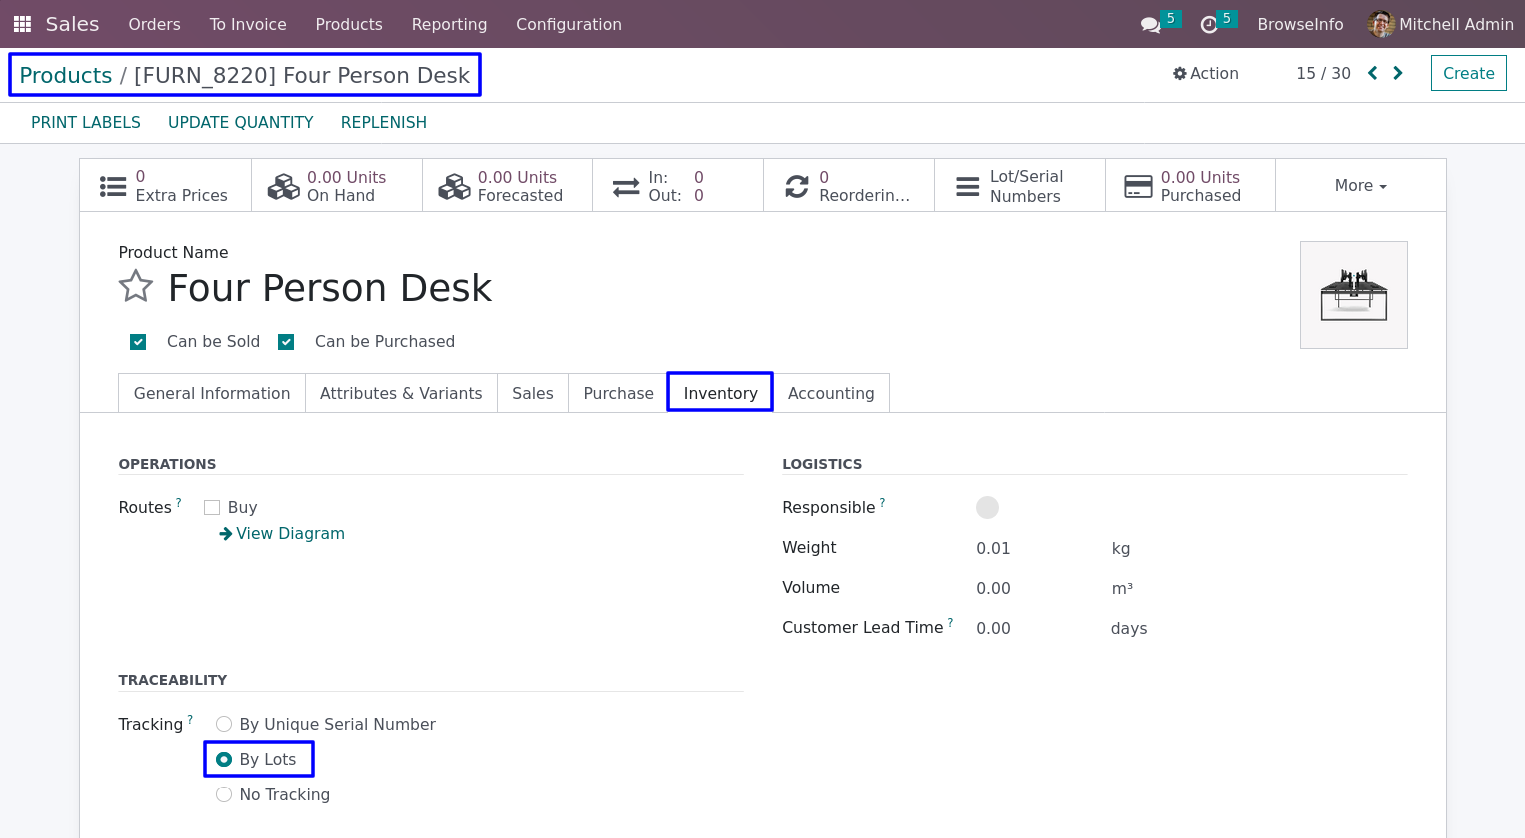 Sales Orders To Invoice Products Reporting Configuration 5 5 BrowseInfo Mitchell Admin
Products / [FURN_8220] Four Person Desk Action 15 / 30 Create
PRINT LABELS UPDATE QUANTITY REPLENISH
0
Extra Prices
0.00 Units
On Hand
0.00 Units
Forecasted
In: 0
Out: 0
0
Reorderin...
Lot/Serial
Numbers
0.00 Units
Purchased
More
Product Name
Four Person Desk
Can be Sold Can be Purchased
General Information Attributes & Variants Sales Purchase Inventory Accounting
OPERATIONS
Routes ? Buy
View Diagram
LOGISTICS
Responsible ?
Weight 0.01 kg
Volume 0.00 m³
Customer Lead Time ? 0.00 days
TRACEABILITY
Tracking ? By Unique Serial Number
By Lots
No Tracking